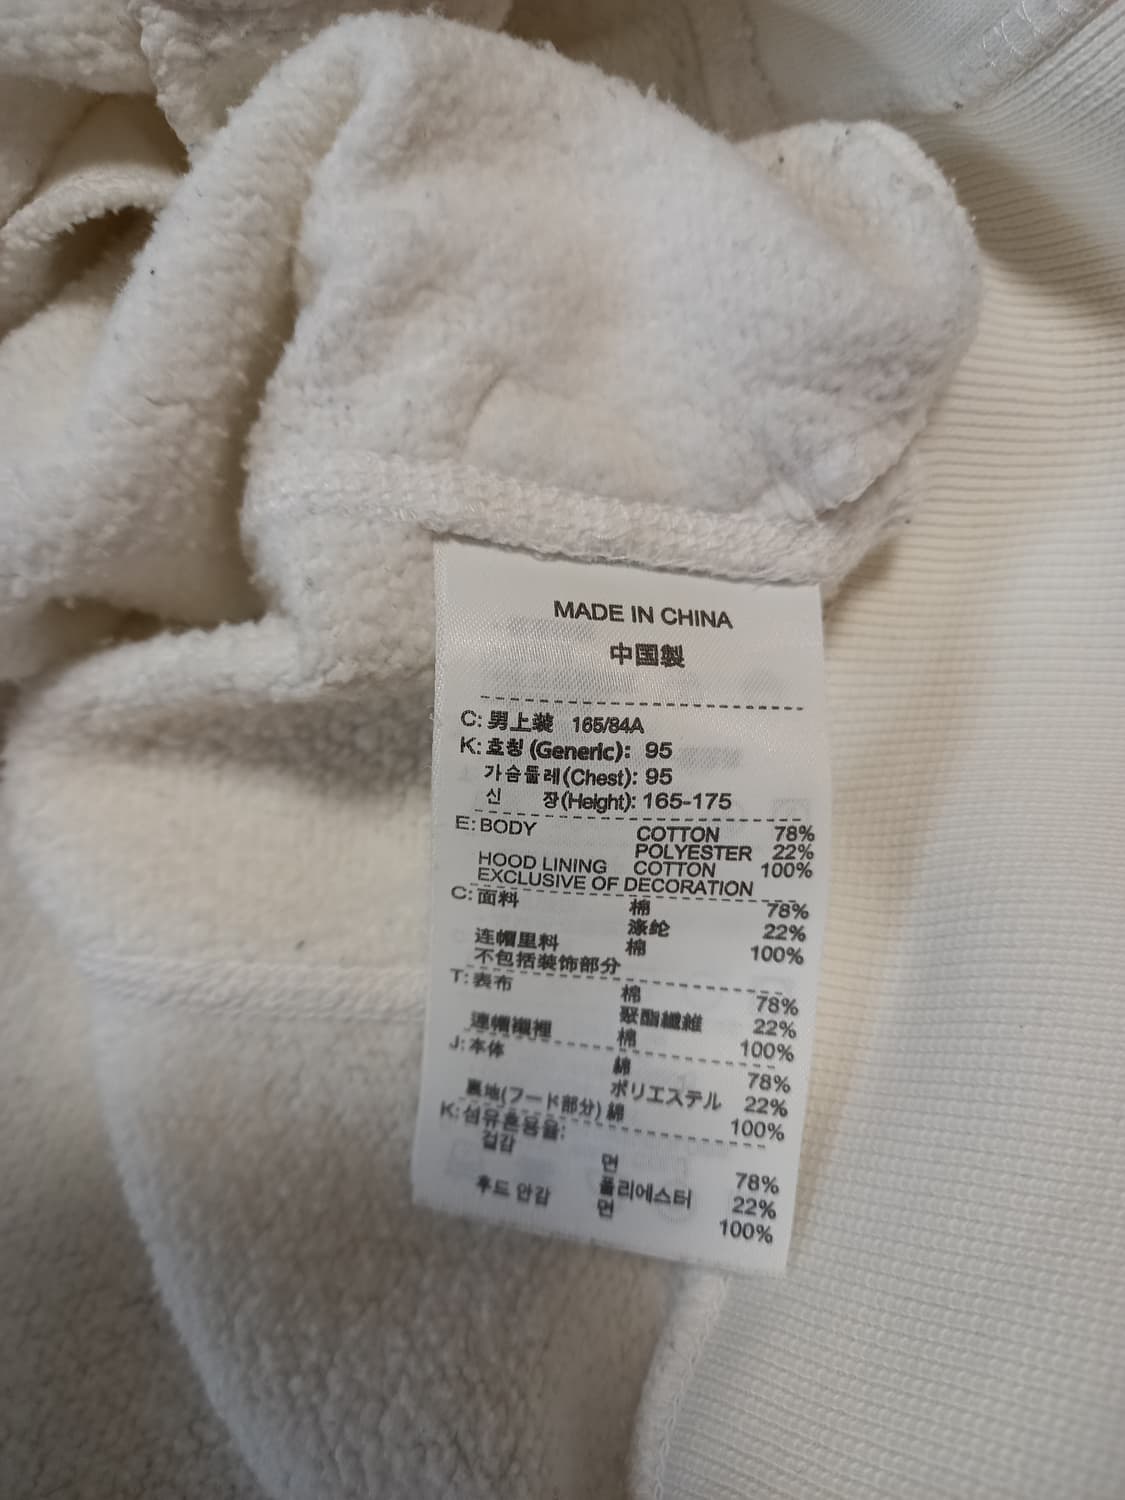 MADE IN CHINA
中国製
C: 男上装 165/84A
K: 호칭 (Generic): 95
가슴둘레(Chest): 95
신 장(Height): 165-175
E: BODY COTTON 78%
POLYESTER 22%
HOOD LINING COTTON 100%
EXCLUSIVE OF DECORATION
C: 面料 棉 78%
涤纶 22%
连帽里料 棉 100%
不包括装饰部分
T: 表布 棉 78%
聚酯纖維 22%
連帽襯裡 棉 100%
J: 本体 綿 78%
ポリエステル 22%
裏地(フード部分) 綿 100%
K: 섬유혼용율:
겉감 면 78%
폴리에스터 22%
후드 안감 면 100%